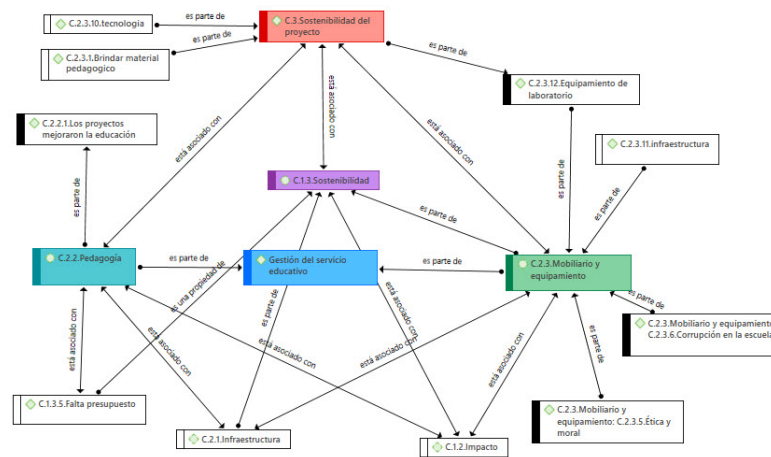 C.2.3.10.tecnologia
es parte de
C.3.Sostenibilidad del
proyecto
C.2.3.1.Brindar material
pedagogico
es parte de
es parte de
C.2.3.12.Equipamiento de
laboratorio
está asociado con
está asociado con
está asociado con
C.2.2.1.Los proyectos
mejoraron la educación
C.2.3.11.infraestructura
es parte de
es parte de
es parte de
C.1.3.Sostenibilidad
es parte de
C.2.2.Pedagogía
es parte de
Gestión del servicio
educativo
es parte de
C.2.3.Mobiliario y
equipamiento
es una propiedad de
es parte de
está asociado con
es parte de
C.2.3.Mobiliario y equipamiento
C.2.3.6.Corrupción en la escuela
está asociado con
está asociado con
está asociado con
está asociado con
está asociado con
es parte de
C.1.3.5.Falta presupuesto
C.2.1.Infraestructura
C.1.2.Impacto
C.2.3.Mobiliario y
equipamiento: C.2.3.5.Ética y
moral